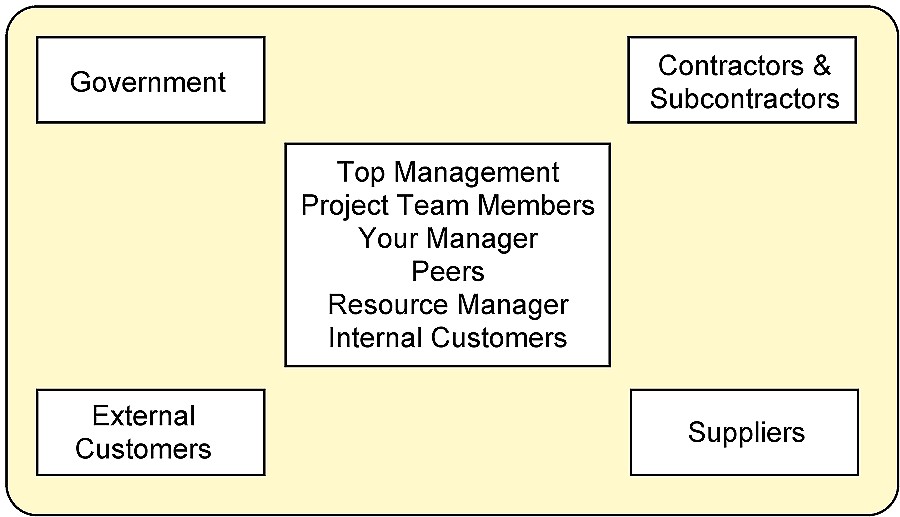 Government
Contractors &
Subcontractors
Top Management
Project Team Members
Your Manager
Peers
Resource Manager
Internal Customers
External
Customers
Suppliers